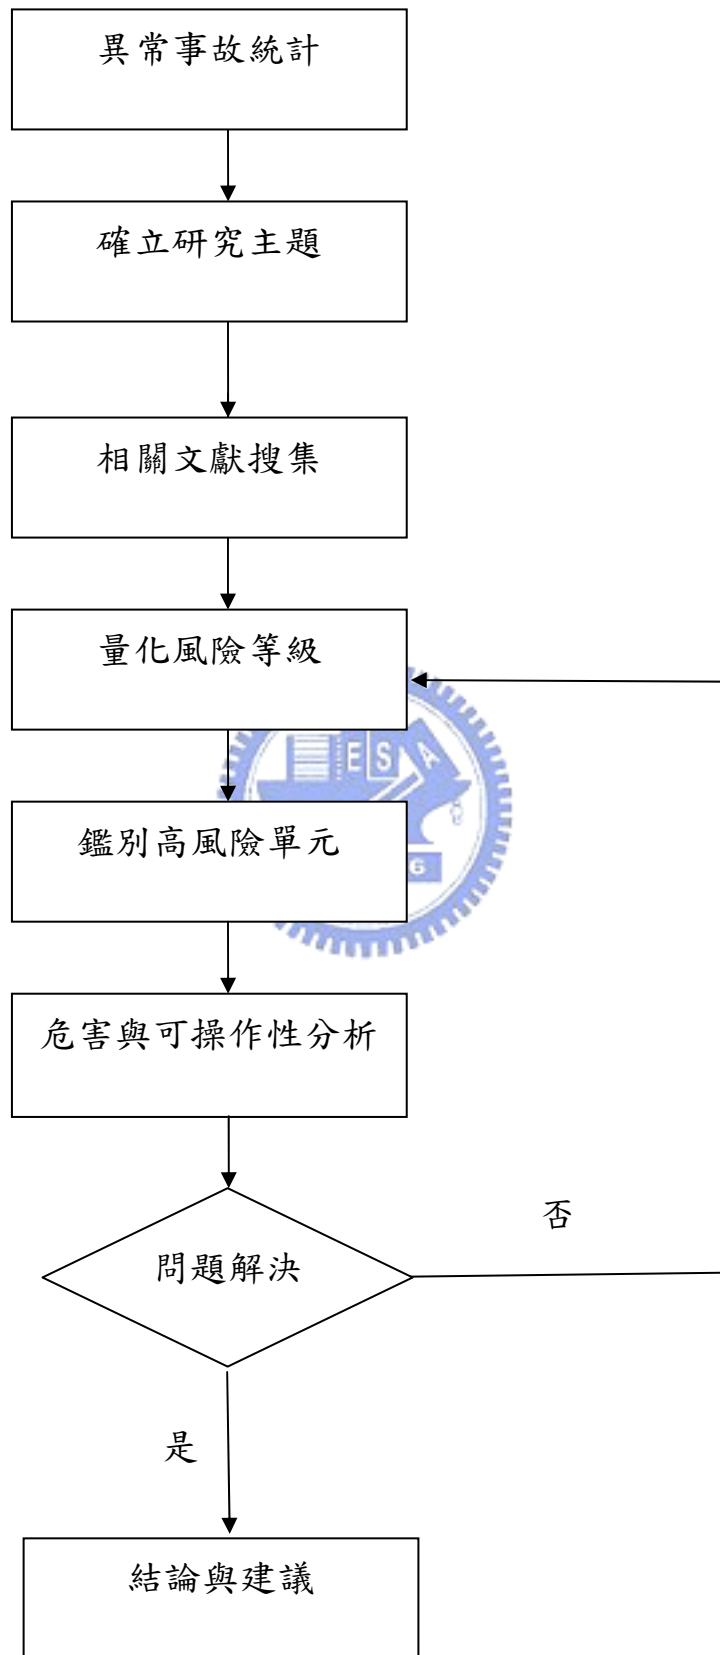 異常事故統計
確立研究主題
相關文獻搜集
量化風險等級
ESA
鑑別高風險單元
6
危害與可操作性分析
否
問題解決
是
結論與建議